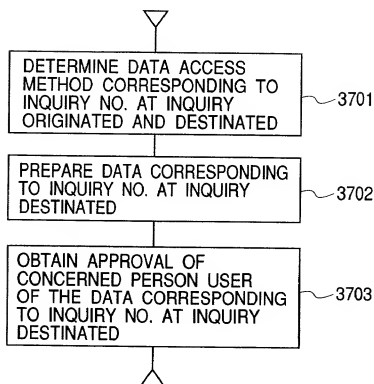 DETERMINE DATA ACCESS
METHOD CORRESPONDING TO
INQUIRY NO. AT INQUIRY
ORIGINATED AND DESTINATED
3701
PREPARE DATA CORRESPONDING
TO INQUIRY NO. AT INQUIRY
DESTINATED
3702
OBTAIN APPROVAL OF
CONCERNED PERSON USER
OF THE DATA CORRESPONDING
TO INQUIRY NO. AT INQUIRY
DESTINATED
3703